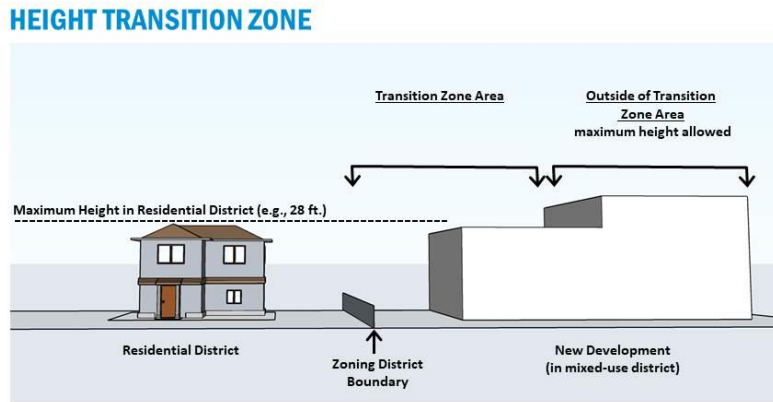 HEIGHT TRANSITION ZONE
Transition Zone Area
Outside of Transition
Zone Area
maximum height allowed
Maximum Height in Residential District (e.g., 28 ft.)
Residential District
Zoning District
Boundary
New Development
(in mixed-use district)